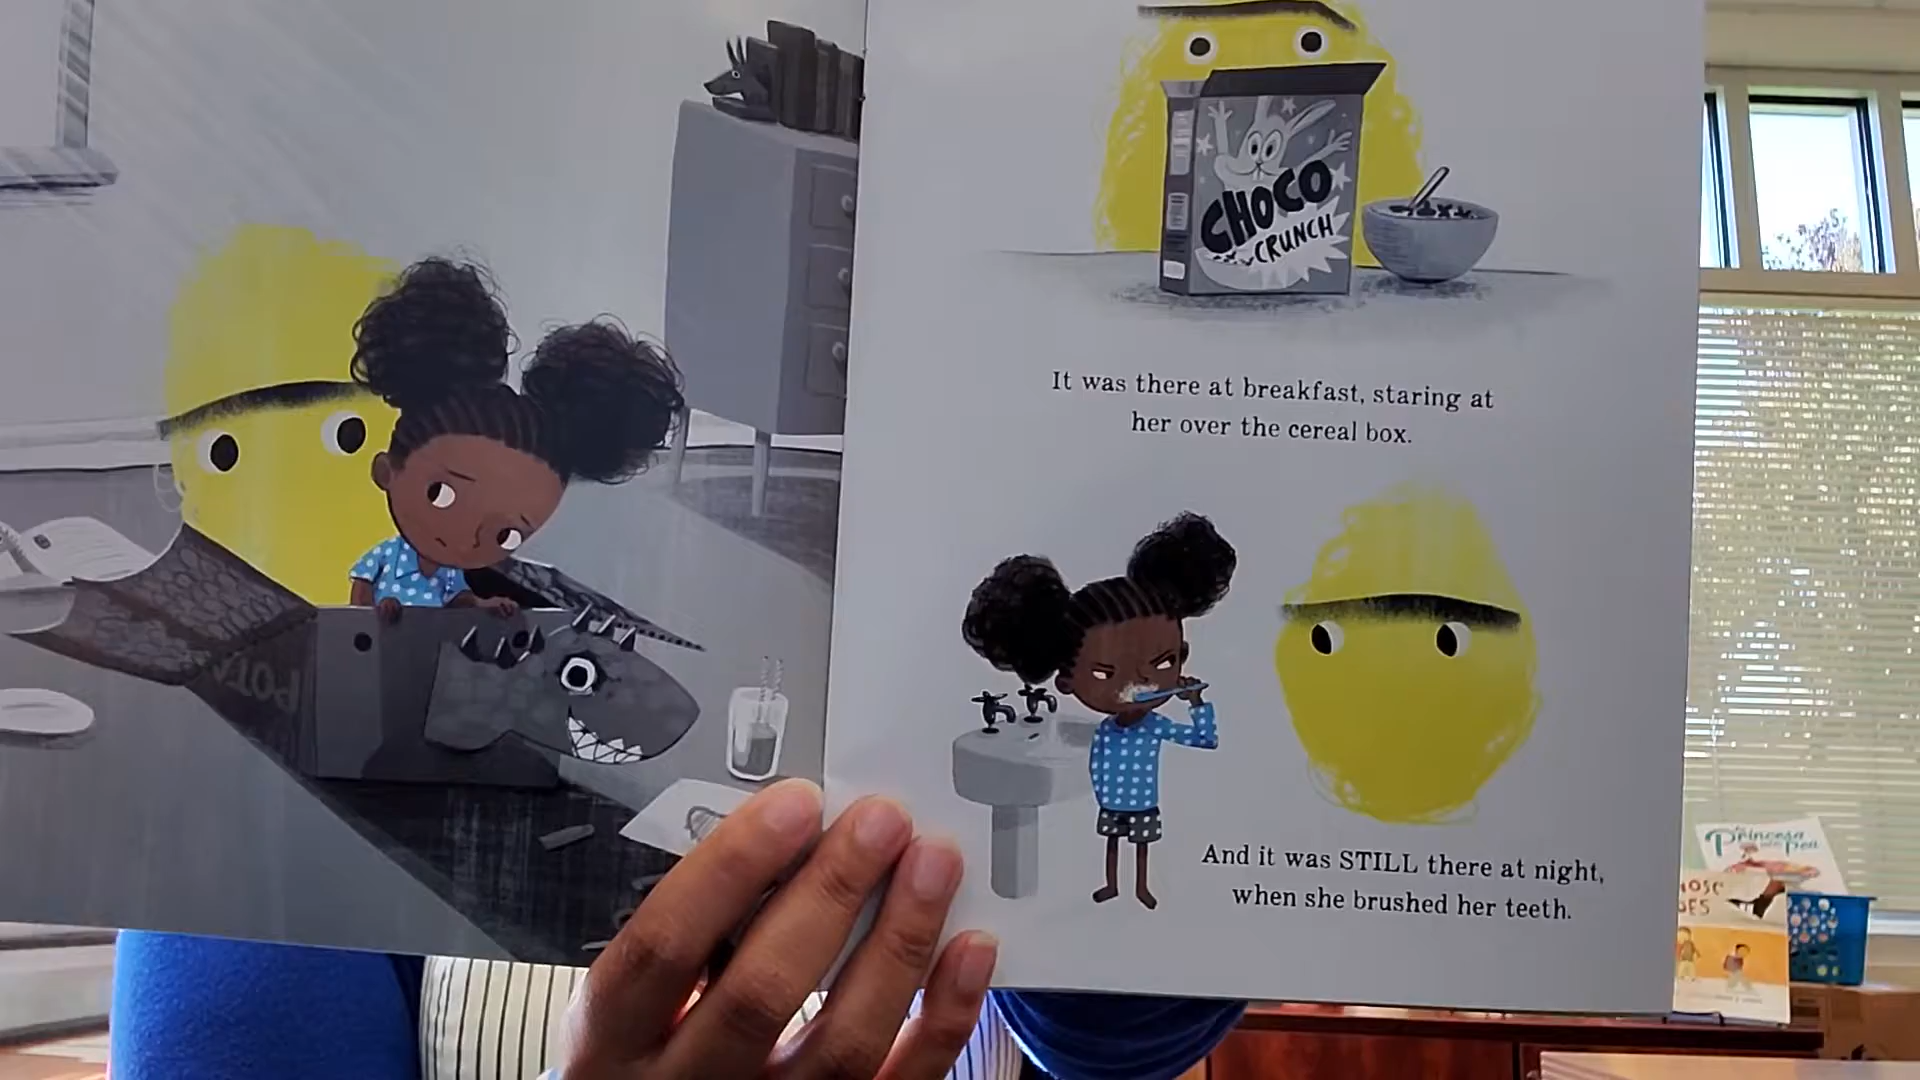 CHOCO
CRUNCH
It was there at breakfast, staring at
her over the cereal box.
And it was STILL there at night,
when she brushed her teeth.
POTA
Princesa
Pea